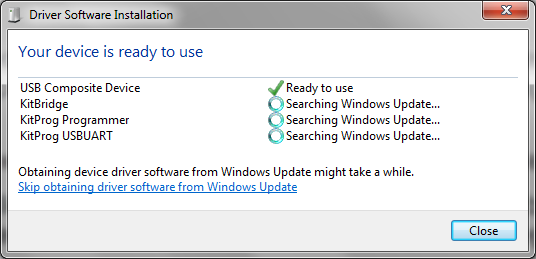 Driver Software Installation
Your device is ready to use
USB Composite Device Ready to use
KitBridge Searching Windows Update...
KitProg Programmer Searching Windows Update...
KitProg USBUART Searching Windows Update...
Obtaining device driver software from Windows Update might take a while.
Skip obtaining driver software from Windows Update
Close